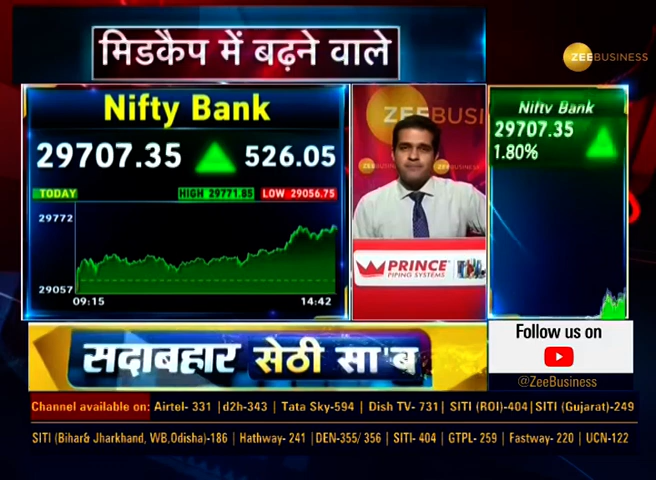 मिडकैप में बढ़ने वाले
ZEEBUSINESS
Nifty Bank
29707.35 526.05
TODAY HIGH 29771.85 LOW 29056.75
29772
29057
09:15 14:42
ZEEBUSI
PRINCE
PIPING SYSTEMS
Nifty Bank
29707.35
1.80%
सदाबहार सेठी सा'ब
Follow us on
@ZeeBusiness
Channel available on: Airtel- 331 | d2h-343 | Tata Sky-594 | Dish TV- 731 | SITI (ROI)-404 | SITI (Gujarat)-249
SITI (Bihar& Jharkhand, WB,Odisha)-186 | Hathway- 241 |DEN-355/ 356 | SITI- 404 | GTPL- 259 | Fastway- 220 | UCN-122